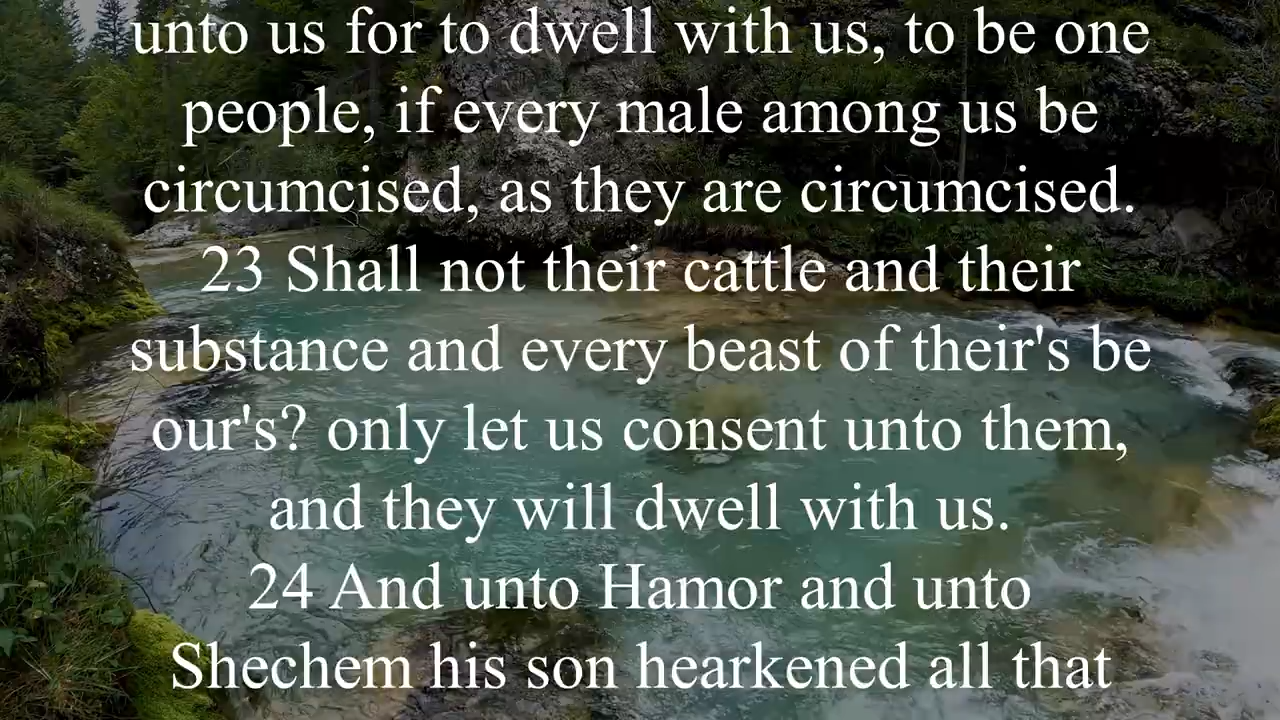 unto us for to dwell with us, to be one
people, if every male among us be
circumcised, as they are circumcised.
23 Shall not their cattle and their
substance and every beast of their's be
our's? only let us consent unto them,
and they will dwell with us.
24 And unto Hamor and unto
Shechem his son hearkened all that